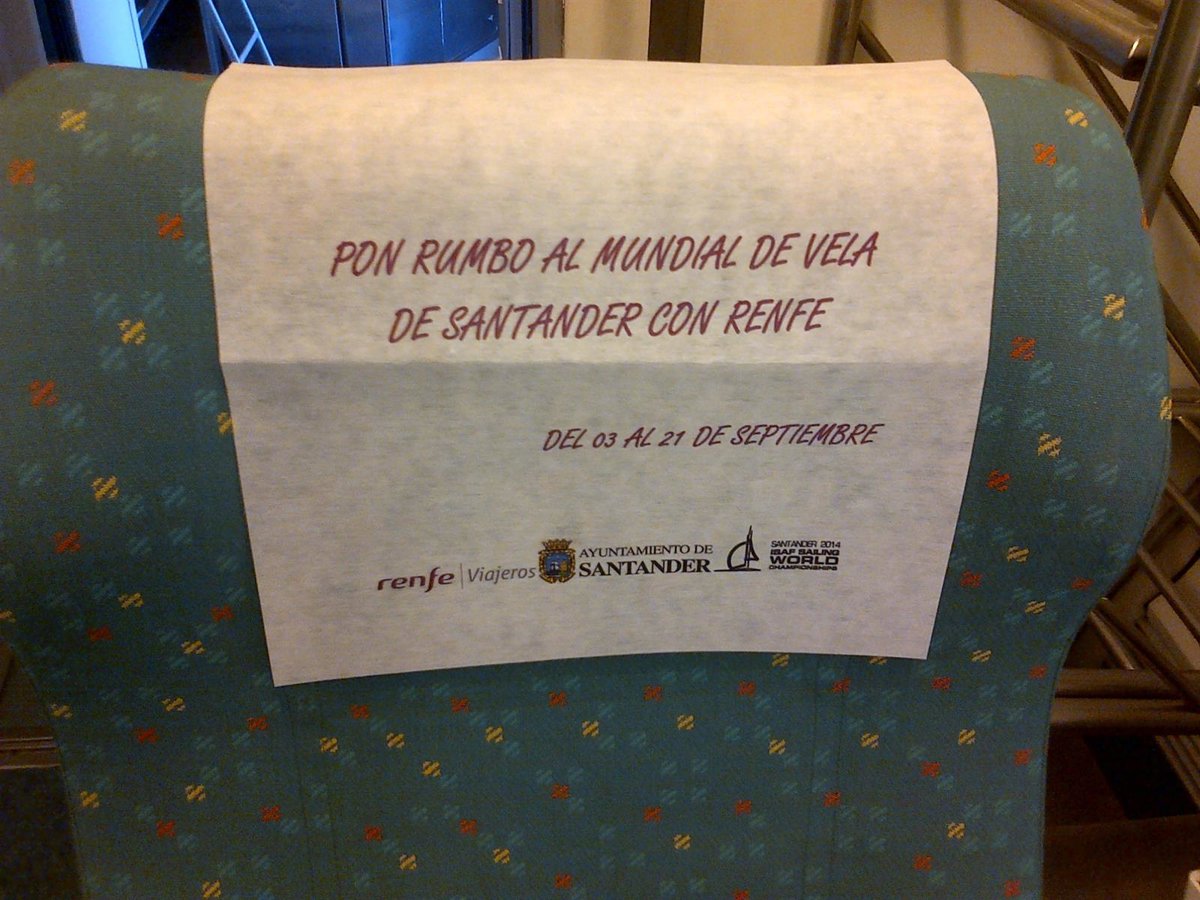 PON RUMBO AL MUNDIAL DE VELA
DE SANTANDER CON RENFE
DEL 03 AL 21 DE SEPTIEMBRE
renfe Viajeros
AYUNTAMIENTO DE
SANTANDER
SANTANDER 2014
ISAF SAILING
WORLD
CHAMPIONSHIPS